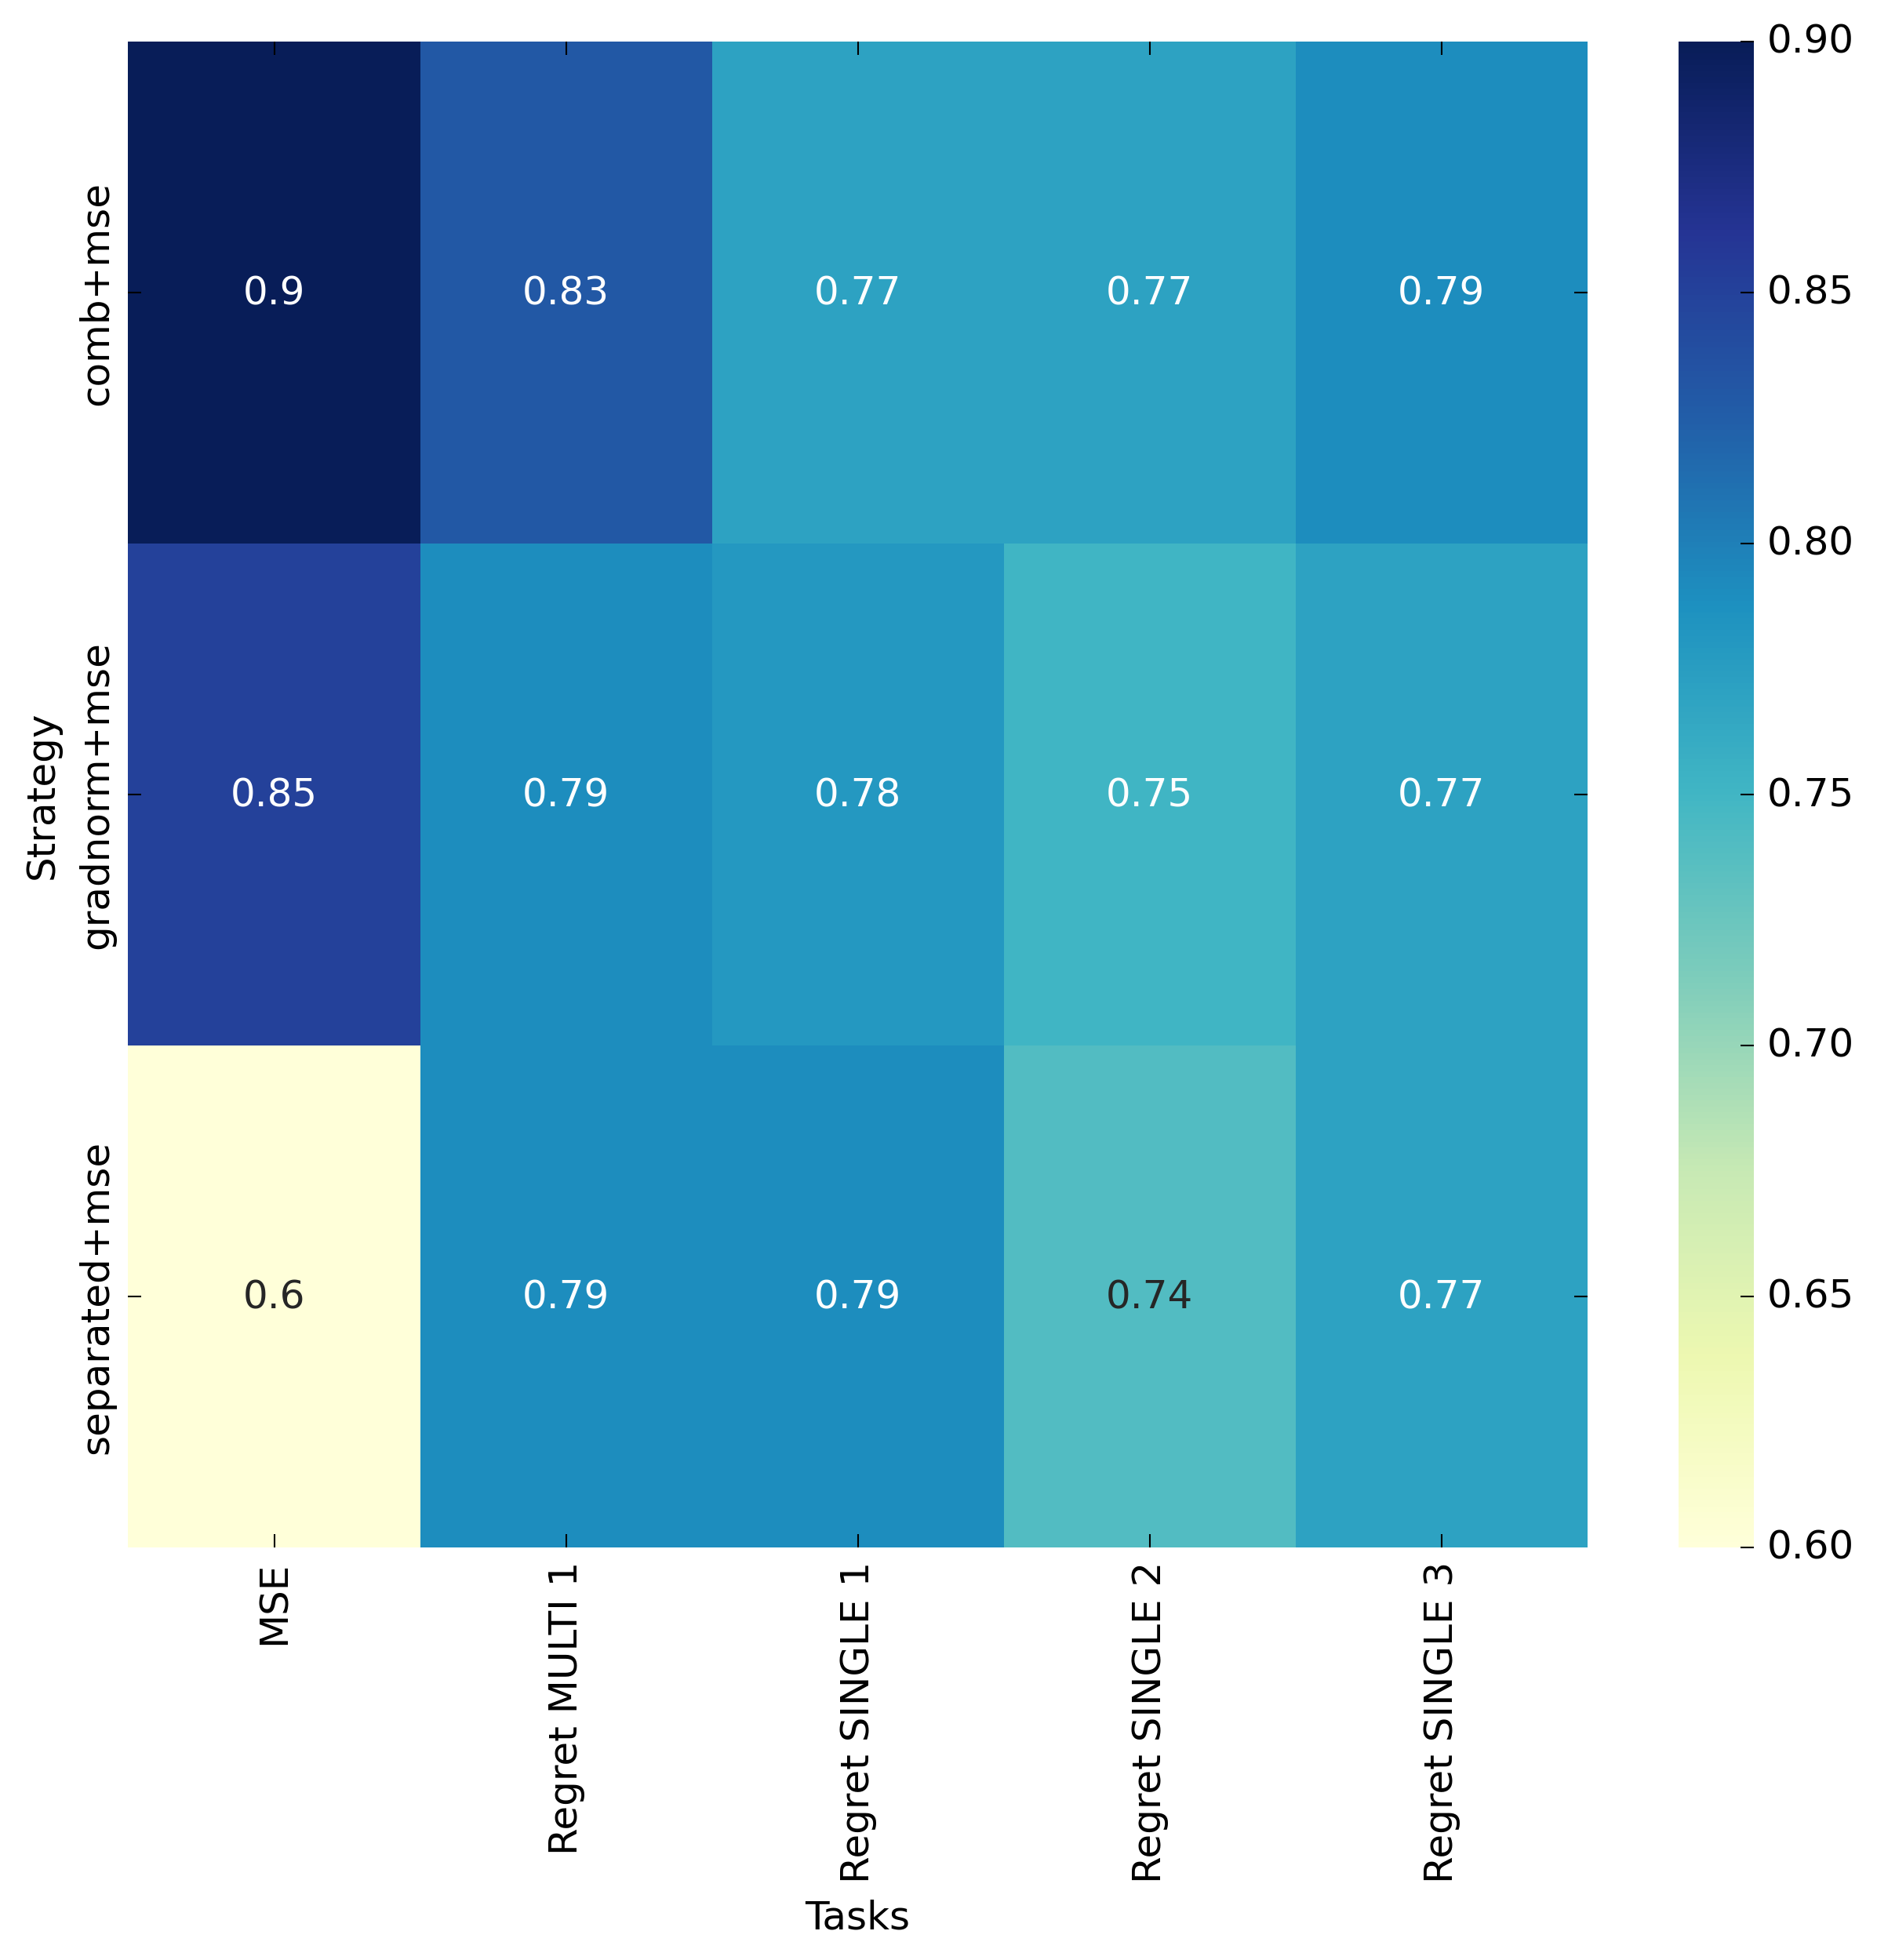 Strategy
comb+mse
0.9 0.83 0.77 0.77 0.79
gradnorm+mse
0.85 0.79 0.78 0.75 0.77
separated+mse
0.6 0.79 0.79 0.74 0.77
MSE
Regret MULTI 1
Regret SINGLE 1
Regret SINGLE 2
Regret SINGLE 3
Tasks
0.90
0.85
0.80
0.75
0.70
0.65
0.60